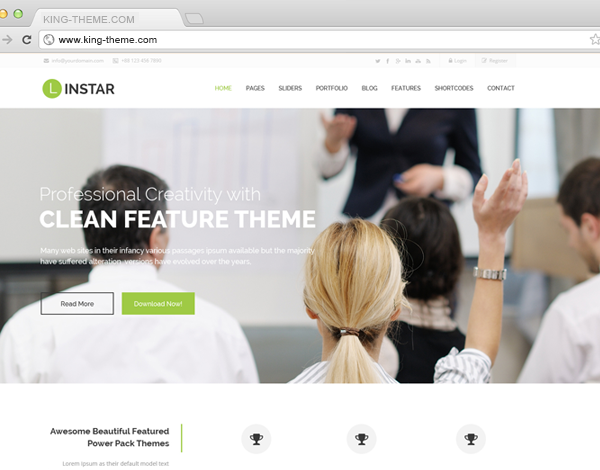 KING-THEME.COM
www.king-theme.com
info@yourdomain.com +88 123 456 7890 Login Register
L INSTAR HOME PAGES SLIDERS PORTFOLIO BLOG FEATURES SHORTCODES CONTACT
Professional Creativity with
CLEAN FEATURE THEME
Many web sites in their infancy various passages ipsum available but the majority
have suffered alteration, versions have evolved over the years.
Read More Download Now!
Awesome Beautiful Featured
Power Pack Themes
Lorem Ipsum as their default model text